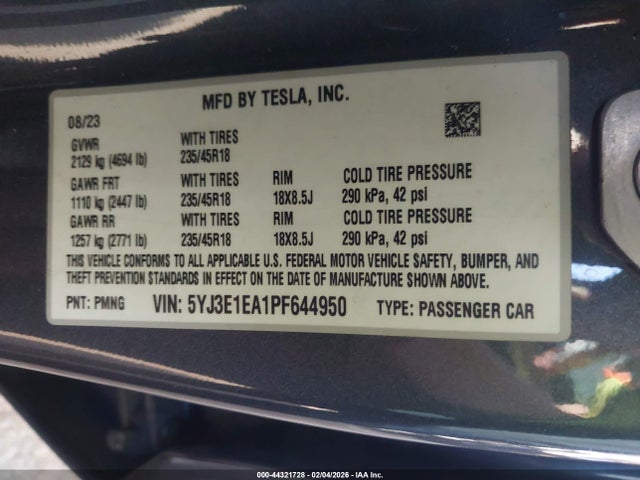 MFD BY TESLA, INC.
08/23
GVWR WITH TIRES
2129 kg (4694 lb) 235/45R18
GAWR FRT WITH TIRES RIM COLD TIRE PRESSURE
1110 kg (2447 lb) 235/45R18 18X8.5J 290 kPa, 42 psi
GAWR RR WITH TIRES RIM COLD TIRE PRESSURE
1257 kg (2771 lb) 235/45R18 18X8.5J 290 kPa, 42 psi
THIS VEHICLE CONFORMS TO ALL APPLICABLE U.S. FEDERAL MOTOR VEHICLE SAFETY, BUMPER, AND
THEFT PREVENTION STANDARDS IN EFFECT ON THE DATE OF MANUFACTURE SHOWN ABOVE.
PNT: PMNG VIN: 5YJ3E1EA1PF644950 TYPE: PASSENGER CAR
000-44321728 - 02/04/2026 - IAA Inc.